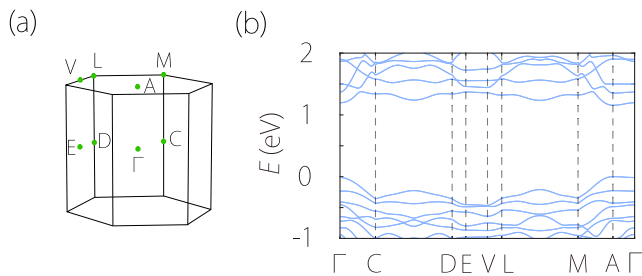 (a)
V L M
A
E D C
Γ
(b)
E (eV)
2
1
0
-1
Γ C D E V L M A Γ